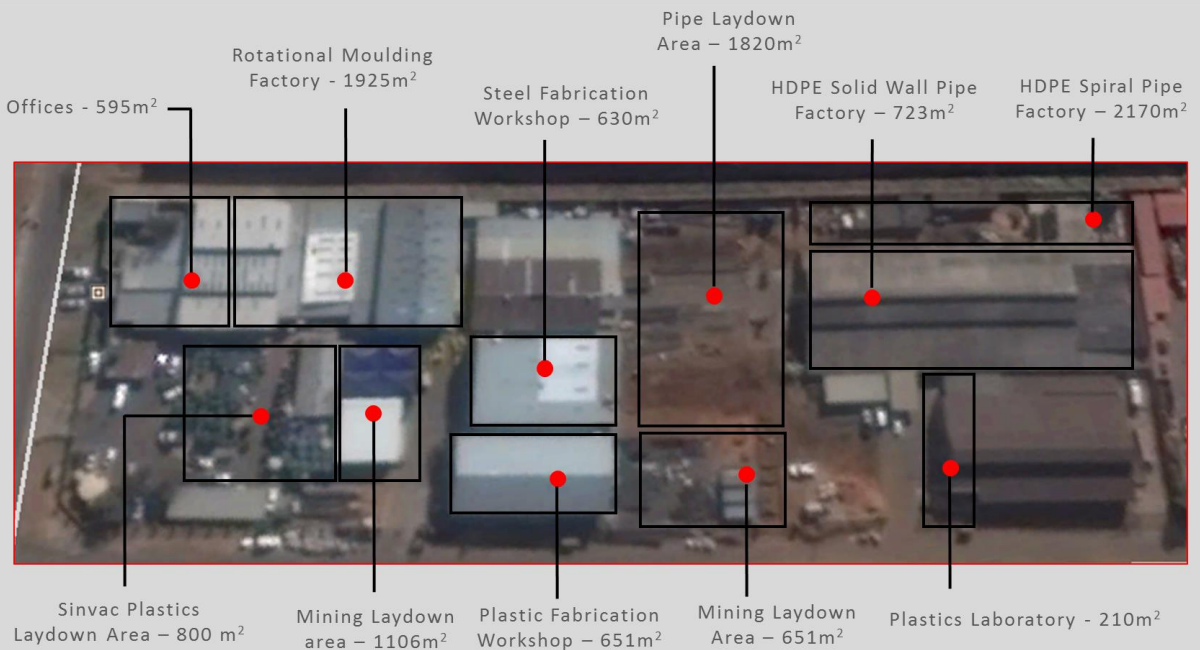 Pipe Laydown
Area – 1820m²
Rotational Moulding
Factory - 1925m²
Offices - 595m²
Steel Fabrication
Workshop – 630m²
HDPE Solid Wall Pipe
Factory – 723m²
HDPE Spiral Pipe
Factory – 2170m²
Sinvac Plastics
Laydown Area – 800 m²
Mining Laydown
area – 1106m²
Plastic Fabrication
Workshop – 651m²
Mining Laydown
Area – 651m²
Plastics Laboratory - 210m²